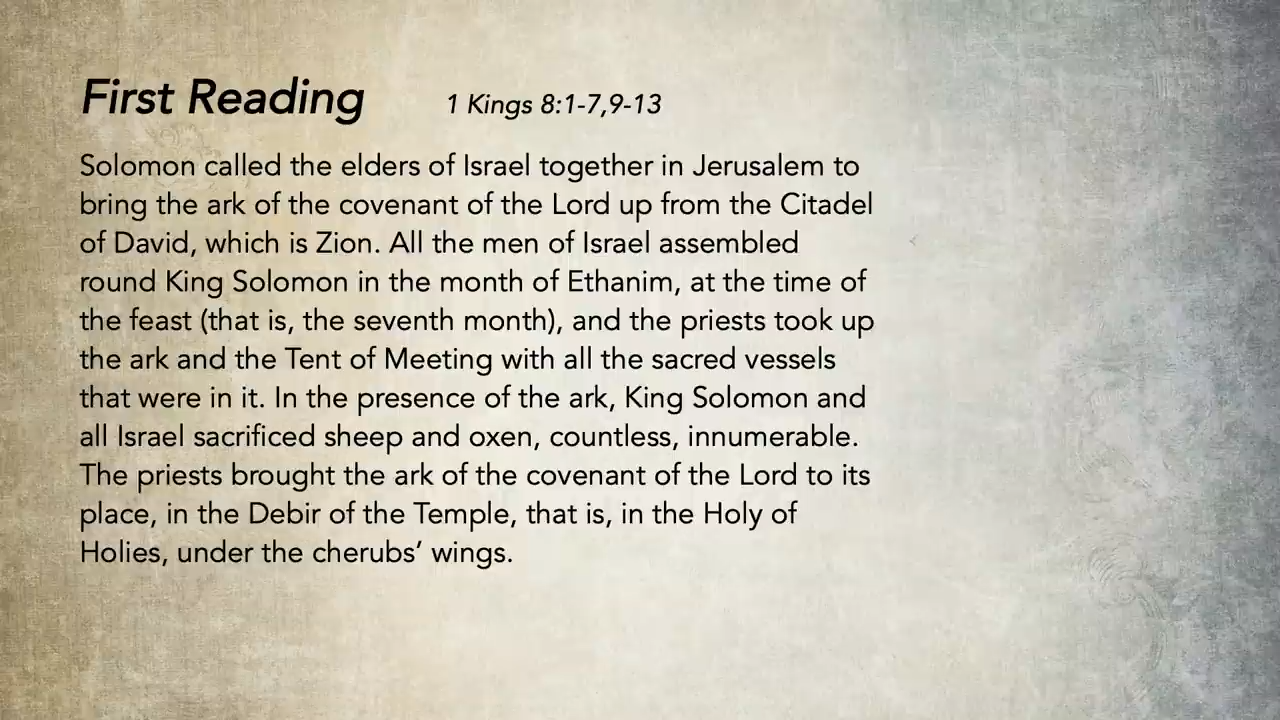 First Reading 1 Kings 8:1-7,9-13
Solomon called the elders of Israel together in Jerusalem to
bring the ark of the covenant of the Lord up from the Citadel
of David, which is Zion. All the men of Israel assembled
round King Solomon in the month of Ethanim, at the time of
the feast (that is, the seventh month), and the priests took up
the ark and the Tent of Meeting with all the sacred vessels
that were in it. In the presence of the ark, King Solomon and
all Israel sacrificed sheep and oxen, countless, innumerable.
The priests brought the ark of the covenant of the Lord to its
place, in the Debir of the Temple, that is, in the Holy of
Holies, under the cherubs’ wings.